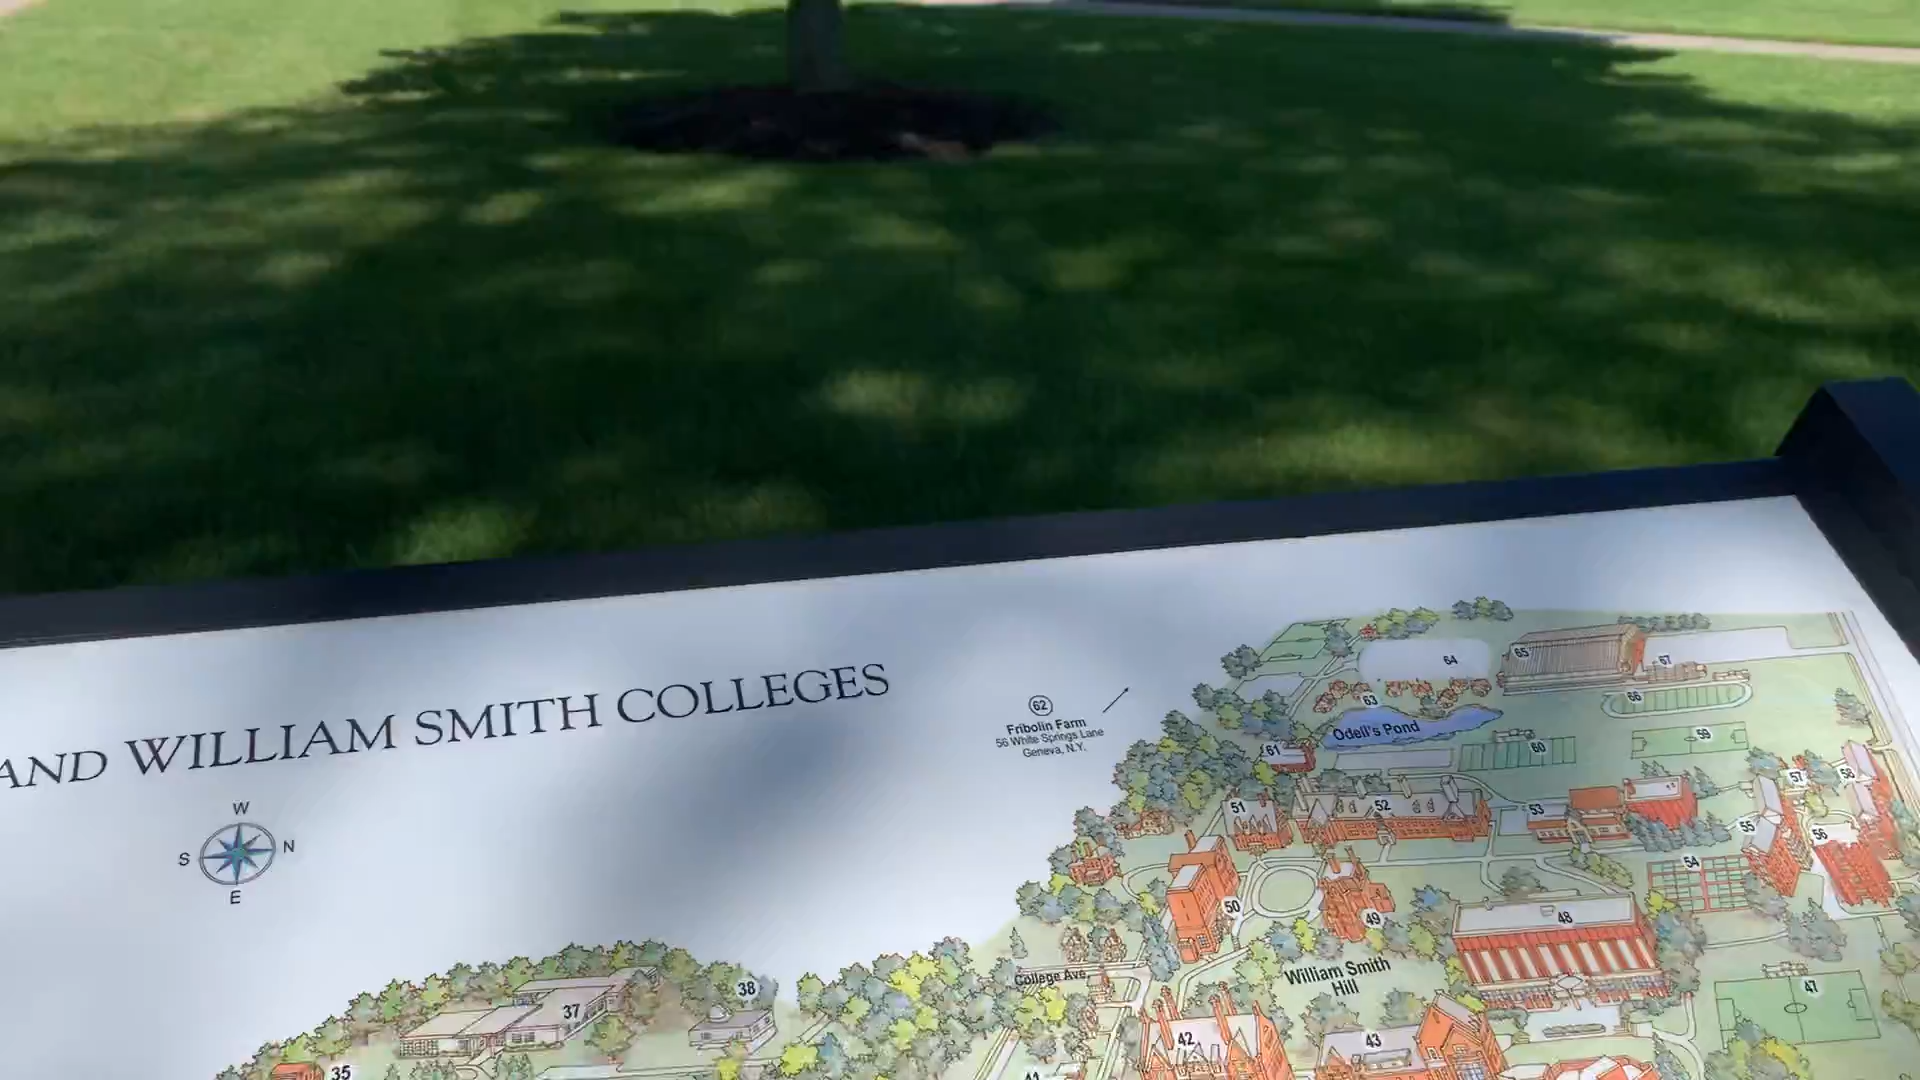 AND WILLIAM SMITH COLLEGES
W
S
N
E
62
Fribolin Farm
56 White Springs Lane
Geneva, N.Y.
64
65
67
63
66
Odell's Pond
61
60
59
57
58
51
52
53
55
56
54
50
49
48
College Ave.
William Smith
Hill
47
37
38
42
43
35